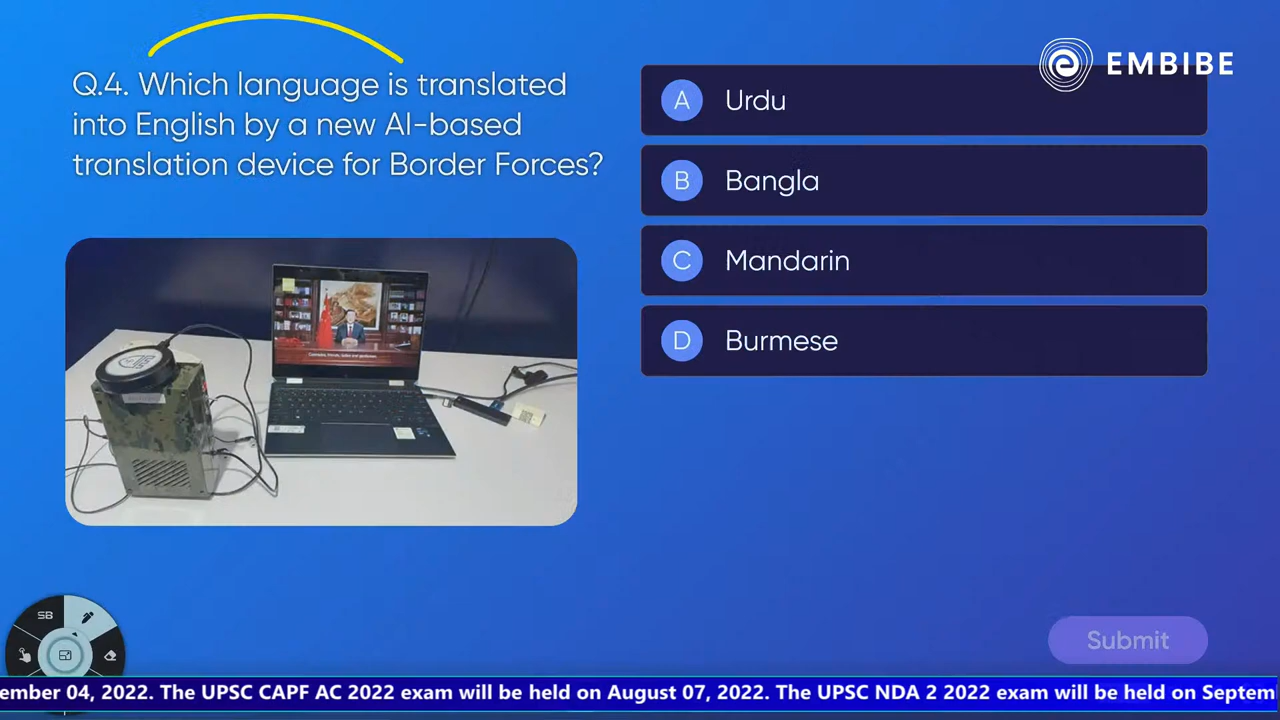 Q.4. Which language is translated
into English by a new AI-based
translation device for Border Forces?
EMBIBE
A Urdu
B Bangla
C Mandarin
D Burmese
SB
Submit
ember 04, 2022. The UPSC CAPF AC 2022 exam will be held on August 07, 2022. The UPSC NDA 2 2022 exam will be held on Septem